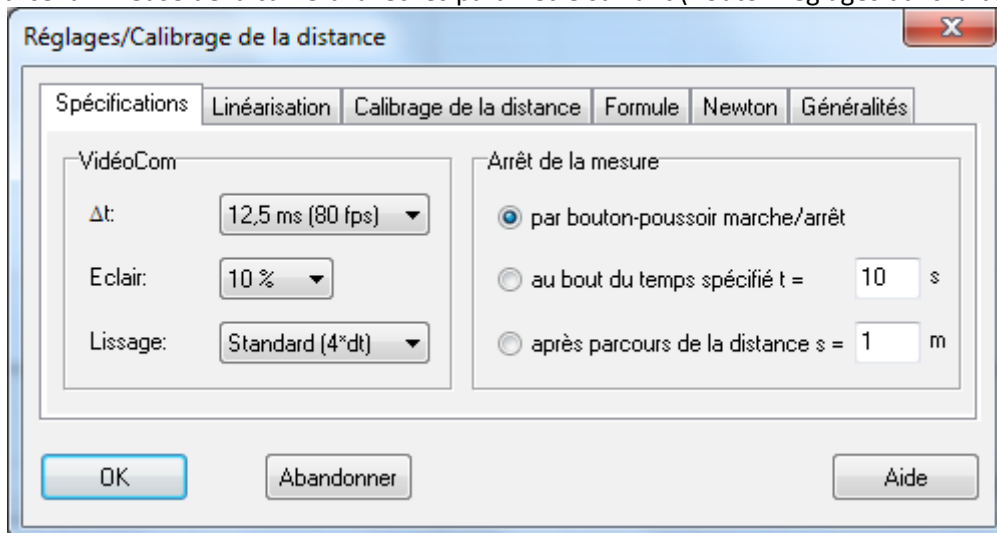 Réglages/Calibrage de la distance
Spécifications Linéarisation Calibrage de la distance Formule Newton Généralités
VidéoCom
Δt: 12,5 ms (80 fps)
Eclair: 10 %
Lissage: Standard (4*dt)
Arrêt de la mesure
par bouton-poussoir marche/arrêt
au bout du temps spécifié t = 10 s
après parcours de la distance s = 1 m
OK Abandonner Aide